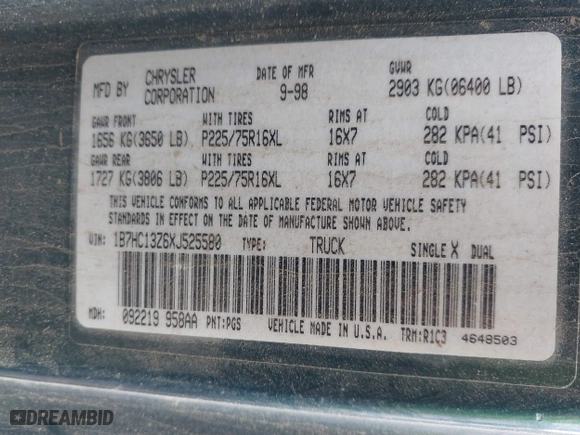 MFD BY CHRYSLER CORPORATION DATE OF MFR 9-98 GVWR 2903 KG(06400 LB)
GAWR FRONT WITH TIRES RIMS AT COLD
1656 KG(3650 LB) P225/75R16XL 16X7 282 KPA(41 PSI)
GAWR REAR WITH TIRES RIMS AT COLD
1727 KG(3806 LB) P225/75R16XL 16X7 282 KPA(41 PSI)
THIS VEHICLE CONFORMS TO ALL APPLICABLE FEDERAL MOTOR VEHICLE SAFETY
STANDARDS IN EFFECT ON THE DATE OF MANUFACTURE SHOWN ABOVE.
VIN: 1B7HC13Z6XJ525580 TYPE: TRUCK SINGLE X DUAL
MDH: 092219 958AA PNT:PGS VEHICLE MADE IN U.S.A. TRM:R1C3 4648503
DREAMBID